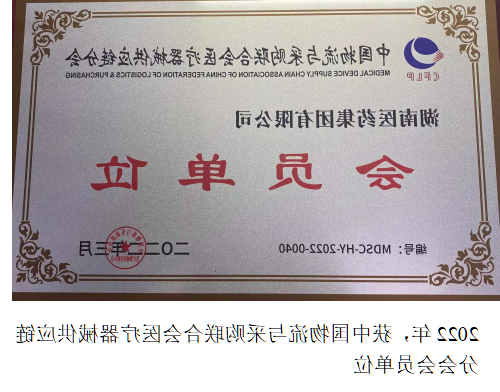 CFLP
中国物流与采购联合会医疗器械供应链分会
MEDICAL DEVICE SUPPLY CHAIN ASSOCIATION OF CHINA FEDERATION OF LOGISTICS & PURCHASING
湖南医药集团有限公司
会员单位
编号：MDSC-HY-2022-0040
二〇二二年三月
2022 年，获中国物流与采购联合会医疗器械供应链
分会会员单位